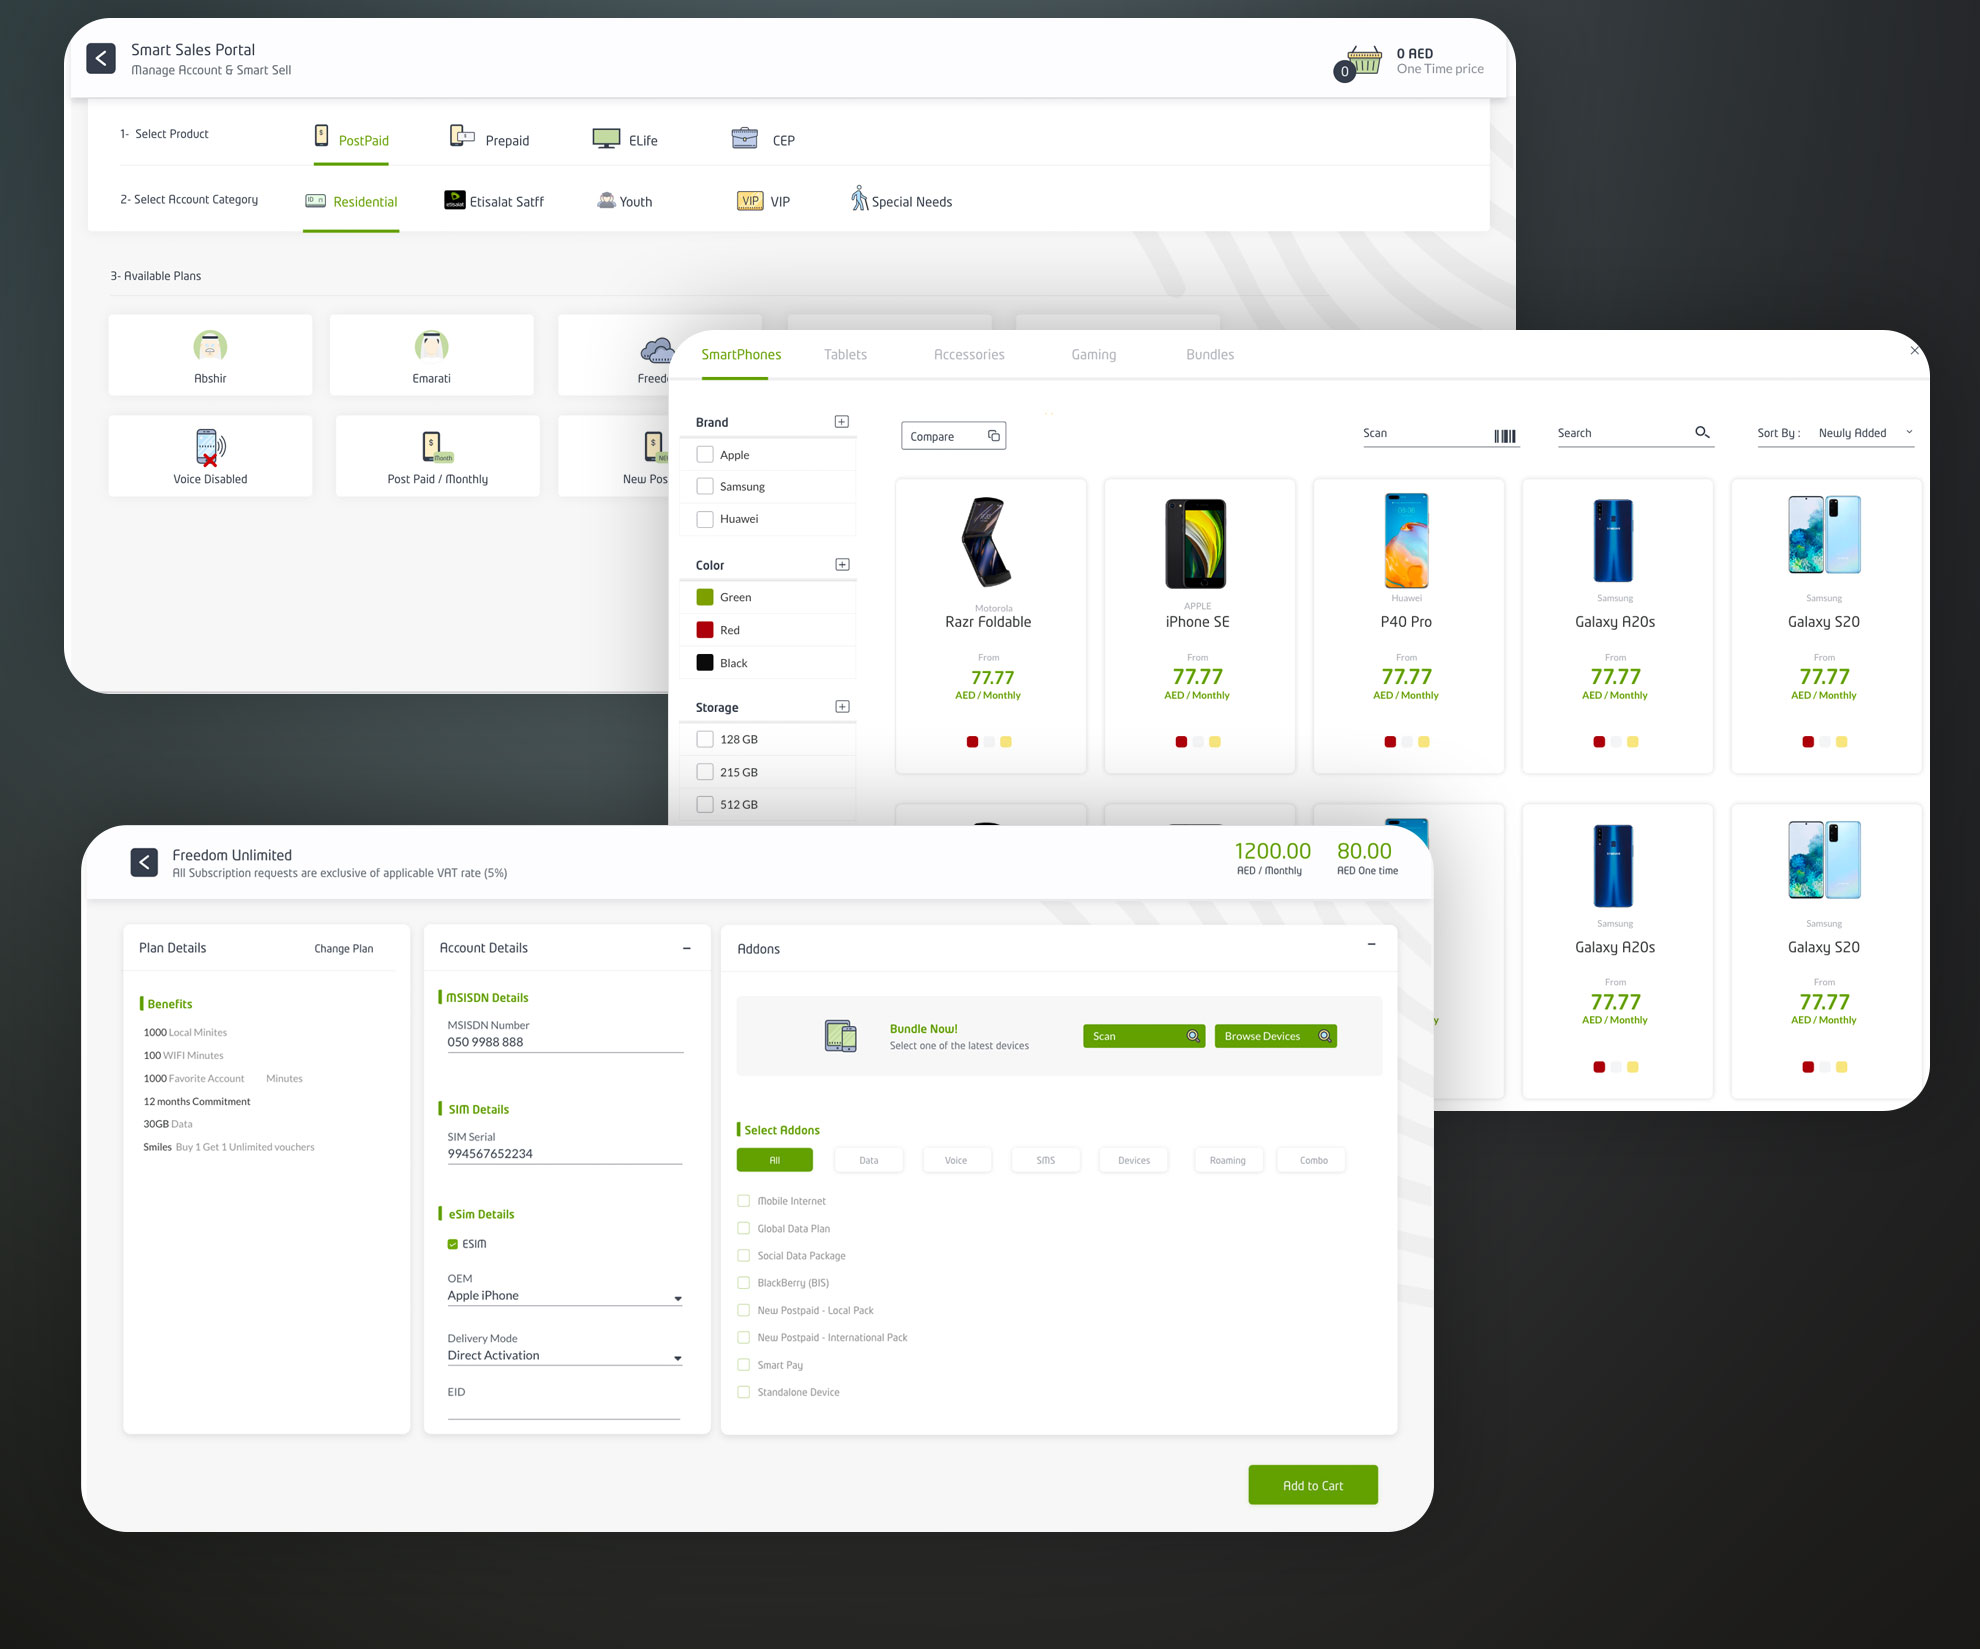 Smart Sales Portal
Manage Account & Smart Sell
0
0 AED
One Time price
1- Select Product
PostPaid
Prepaid
ELife
CEP
2- Select Account Category
Residential
etisalat
Etisalat Satff
Youth
VIP
VIP
Special Needs
3- Available Plans
Abshir
Emarati
Voice Disabled
Month
Post Paid / Monthly
New Pos
SmartPhones
Tablets
Accessories
Gaming
Bundles
Brand
Apple
Samsung
Huawei
Color
Green
Red
Black
Storage
128 GB
215 GB
512 GB
Compare
Scan
Search
Sort By :
Newly Added
Motorola
Razr Foldable
From
77.77
AED / Monthly
APPLE
iPhone SE
From
77.77
AED / Monthly
Huawei
P40 Pro
From
77.77
AED / Monthly
Samsung
Galaxy A20s
From
77.77
AED / Monthly
Samsung
Galaxy S20
From
77.77
AED / Monthly
Samsung
Galaxy A20s
From
77.77
AED / Monthly
Samsung
Galaxy S20
From
77.77
AED / Monthly
Freedom Unlimited
All Subscription requests are exclusive of applicable VAT rate (5%)
1200.00
AED / Monthly
80.00
AED One time
Plan Details
Change Plan
Benefits
1000 Local Minites
100 WIFI Minutes
1000 Favorite Account Minutes
12 months Commitment
30GB Data
Smiles Buy 1 Get 1 Unlimited vouchers
Account Details
MSISDN Details
MSISDN Number
050 9988 888
SIM Details
SIM Serial
994567652234
eSim Details
ESIM
OEM
Apple iPhone
Delivery Mode
Direct Activation
EID
Addons
Bundle Now!
Select one of the latest devices
Scan
Browse Devices
Select Addons
All
Data
Voice
SMS
Devices
Roaming
Combo
Mobile Internet
Global Data Plan
Social Data Package
BlackBerry (BIS)
New Postpaid - Local Pack
New Postpaid - International Pack
Smart Pay
Standalone Device
Add to Cart